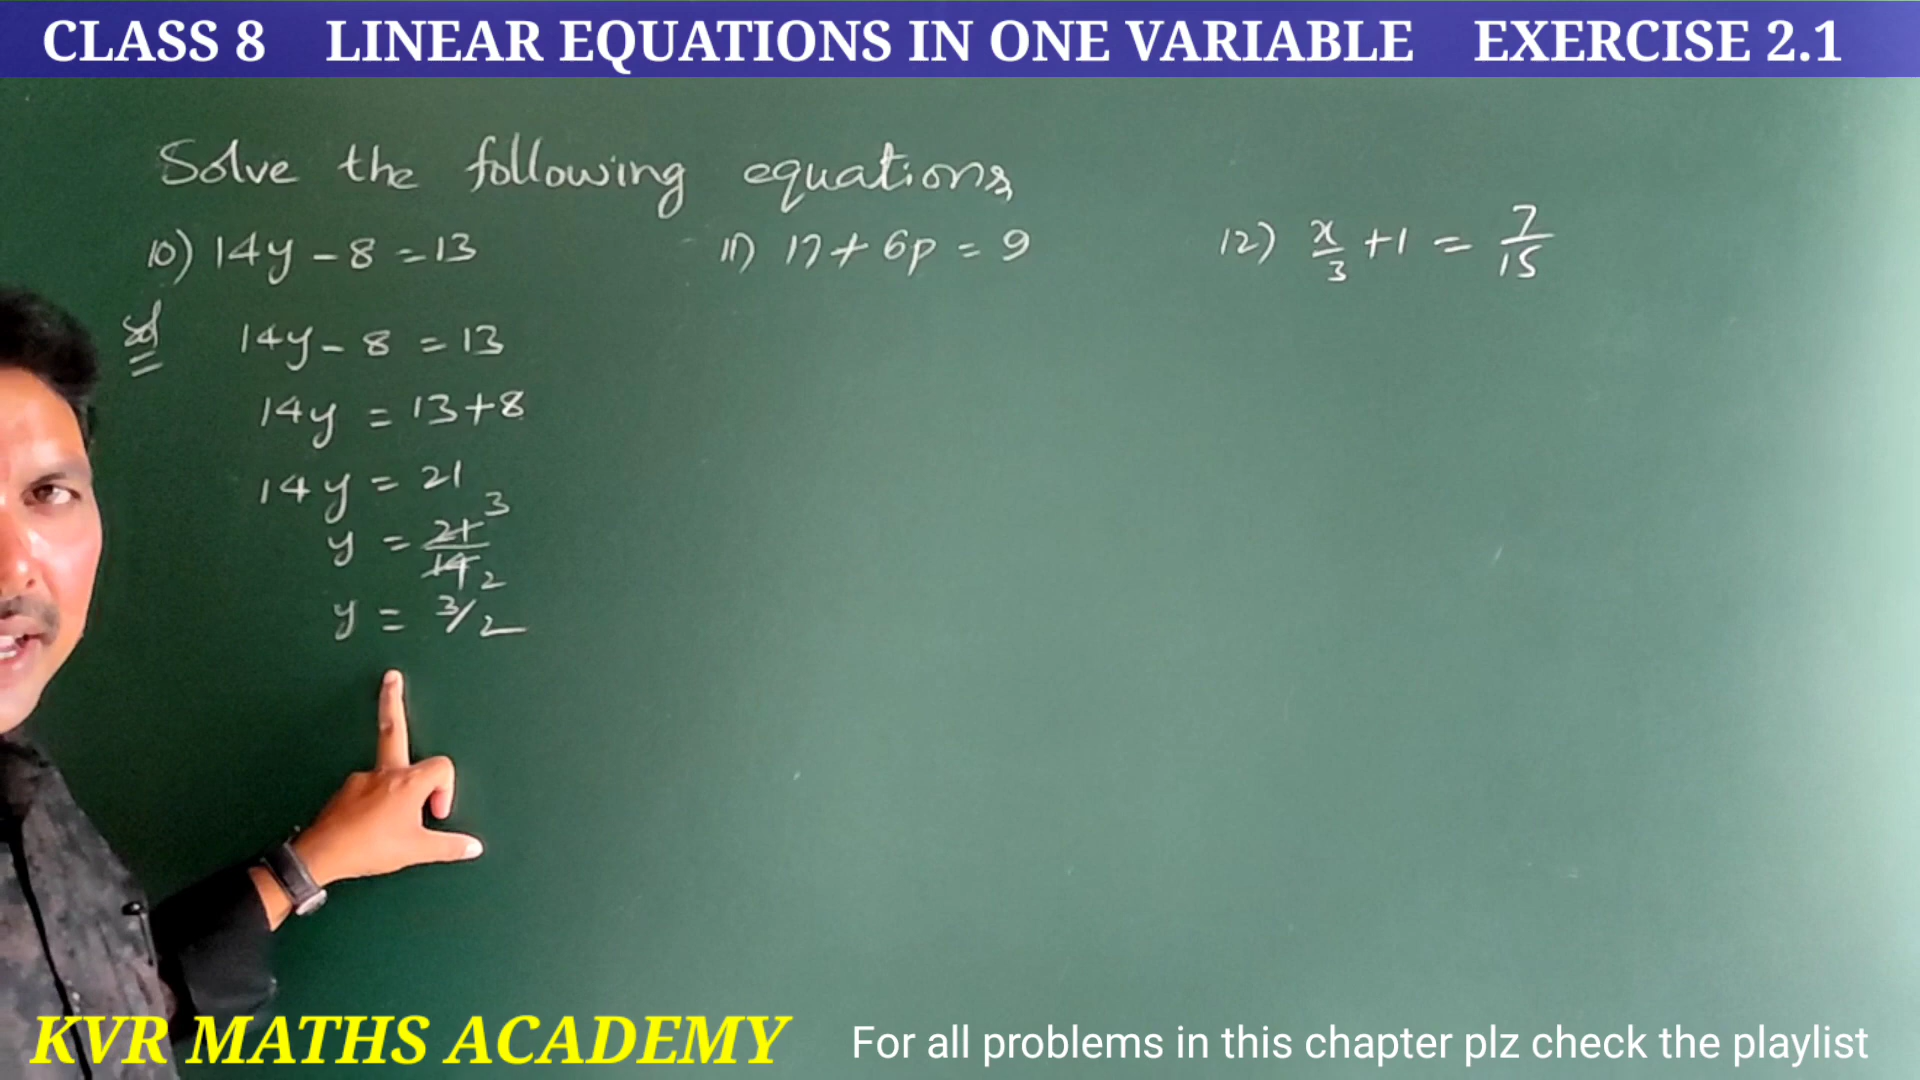 CLASS 8 LINEAR EQUATIONS IN ONE VARIABLE EXERCISE 2.1
Solve the following equations
10) 14y - 8 = 13
11) 17 + 6p = 9
12) x/3 + 1 = 7/15
Sol
14y - 8 = 13
14y = 13 + 8
14y = 21
y = 21/14 3 2
y = 3/2
KVR MATHS ACADEMY
For all problems in this chapter plz check the playlist